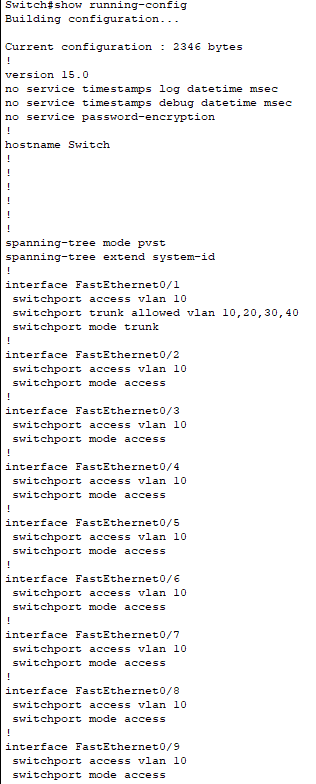 Switch#show running-config
Building configuration...
Current configuration : 2346 bytes
!
version 15.0
no service timestamps log datetime msec
no service timestamps debug datetime msec
no service password-encryption
!
hostname Switch
!
!
!
!
!
!
spanning-tree mode pvst
spanning-tree extend system-id
!
interface FastEthernet0/1
 switchport access vlan 10
 switchport trunk allowed vlan 10,20,30,40
 switchport mode trunk
!
interface FastEthernet0/2
 switchport access vlan 10
 switchport mode access
!
interface FastEthernet0/3
 switchport access vlan 10
 switchport mode access
!
interface FastEthernet0/4
 switchport access vlan 10
 switchport mode access
!
interface FastEthernet0/5
 switchport access vlan 10
 switchport mode access
!
interface FastEthernet0/6
 switchport access vlan 10
 switchport mode access
!
interface FastEthernet0/7
 switchport access vlan 10
 switchport mode access
!
interface FastEthernet0/8
 switchport access vlan 10
 switchport mode access
!
interface FastEthernet0/9
 switchport access vlan 10
 switchport mode access